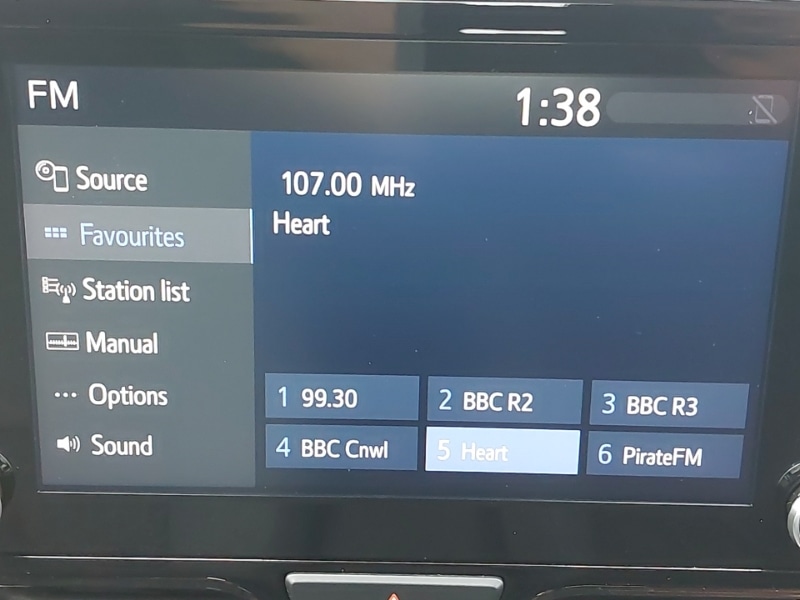 FM
1:38
Source
Favourites
Station list
Manual
Options
Sound
107.00 MHz
Heart
1 99.30
2 BBC R2
3 BBC R3
4 BBC Cnwl
5 Heart
6 PirateFM